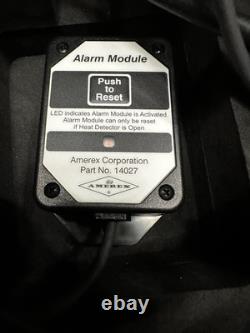 Alarm Module
Push
to
Reset
LED indicates Alarm Module is Activated.
Alarm Module can only be reset
if Heat Detector is Open.
Amerex Corporation
Part No. 14027
AMEREX
ebay